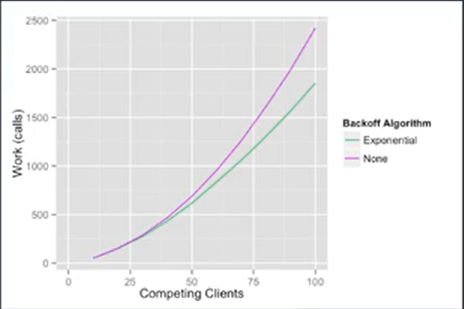 2500
2000
1500
1000
500
0
Work (calls)
0 25 50 75 100
Competing Clients
Backoff Algorithm
Exponential
None